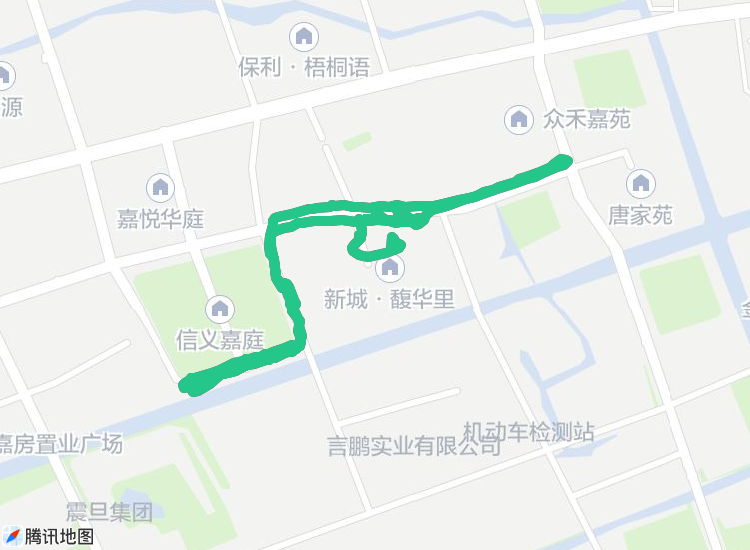 保利·梧桐语
源
众禾嘉苑
嘉悦华庭
唐家苑
新城·馥华里
信义嘉庭
嘉房置业广场
机动车检测站
言鹏实业有限公司
震旦集团
腾讯地图